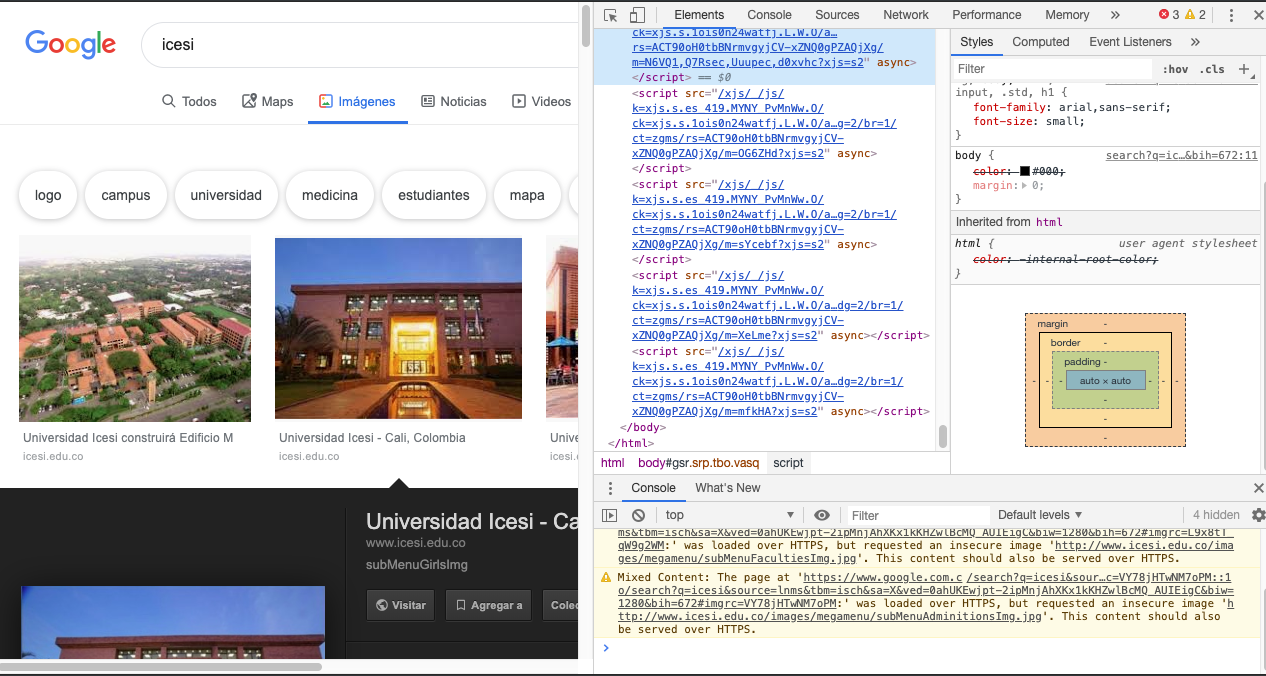 Google
icesi
Todos
Maps
Imágenes
Noticias
Videos
logo
campus
universidad
medicina
estudiantes
mapa
Universidad Icesi construirá Edificio M
icesi.edu.co
Universidad Icesi - Cali, Colombia
icesi.edu.co
Unive
icesi.e
Universidad Icesi - Ca
www.icesi.edu.co
subMenuGirlsImg
Visitar
Agregar a
Colec
Elements Console Sources Network Performance Memory 3 2
ck=xjs.s.1ois0n24watfj.L.W.O/a…
rs=ACT90oH0tbBNrmvgyjCV-xZNQ0gPZAQjXg/
m=N6VQ1,Q7Rsec,Uuupec,d0xvhc?xjs=s2" async>
</script> == $0
<script src="/xjs/_/js/
k=xjs.s.es_419.MYNY_PvMnWw.O/
ck=xjs.s.1ois0n24watfj.L.W.O/a…g=2/br=1/
ct=zgms/rs=ACT90oH0tbBNrmvgyjCV-
xZNQ0gPZAQjXg/m=OG6ZHd?xjs=s2" async>
</script>
<script src="/xjs/_/js/
k=xjs.s.es_419.MYNY_PvMnWw.O/
ck=xjs.s.1ois0n24watfj.L.W.O/a…g=2/br=1/
ct=zgms/rs=ACT90oH0tbBNrmvgyjCV-
xZNQ0gPZAQjXg/m=sYcebf?xjs=s2" async>
</script>
<script src="/xjs/_/js/
k=xjs.s.es_419.MYNY_PvMnWw.O/
ck=xjs.s.1ois0n24watfj.L.W.O/a…dg=2/br=1/
ct=zgms/rs=ACT90oH0tbBNrmvgyjCV-
xZNQ0gPZAQjXg/m=XeLme?xjs=s2" async></script>
<script src="/xjs/_/js/
k=xjs.s.es_419.MYNY_PvMnWw.O/
ck=xjs.s.1ois0n24watfj.L.W.O/a…dg=2/br=1/
ct=zgms/rs=ACT90oH0tbBNrmvgyjCV-
xZNQ0gPZAQjXg/m=mfkHA?xjs=s2" async></script>
</body>
</html>
html body#gsr.srp.tbo.vasq script
Styles Computed Event Listeners
Filter :hov .cls +
input, .std, h1 {
font-family: arial,sans-serif;
font-size: small;
}
body { search?q=ic…&bih=672:11
color: #000;
margin: 0;
}
Inherited from html
html { user agent stylesheet
color: -internal-root-color;
}
margin -
border -
padding -
- - - auto × auto - - -
-
-
-
Console What's New
top Filter Default levels 4 hidden
ms&tbm=isch&sa=X&ved=0ahUKEwjpt-2ipMnjAhXKx1kKHZwlBcMQ_AUIEigC&biw=1280&bih=672#imgrc=L9x8tT_
qW9g2WM:' was loaded over HTTPS, but requested an insecure image 'http://www.icesi.edu.co/ima
ges/megamenu/subMenuFacultiesImg.jpg'. This content should also be served over HTTPS.
Mixed Content: The page at 'https://www.google.com.c /search?q=icesi&sour…c=VY78jHTwNM7oPM::1
o/search?q=icesi&source=lnms&tbm=isch&sa=X&ved=0ahUKEwjpt-2ipMnjAhXKx1kKHZwlBcMQ_AUIEigC&biw=
1280&bih=672#imgrc=VY78jHTwNM7oPM:' was loaded over HTTPS, but requested an insecure image 'h
ttp://www.icesi.edu.co/images/megamenu/subMenuAdminitionsImg.jpg'. This content should also
be served over HTTPS.